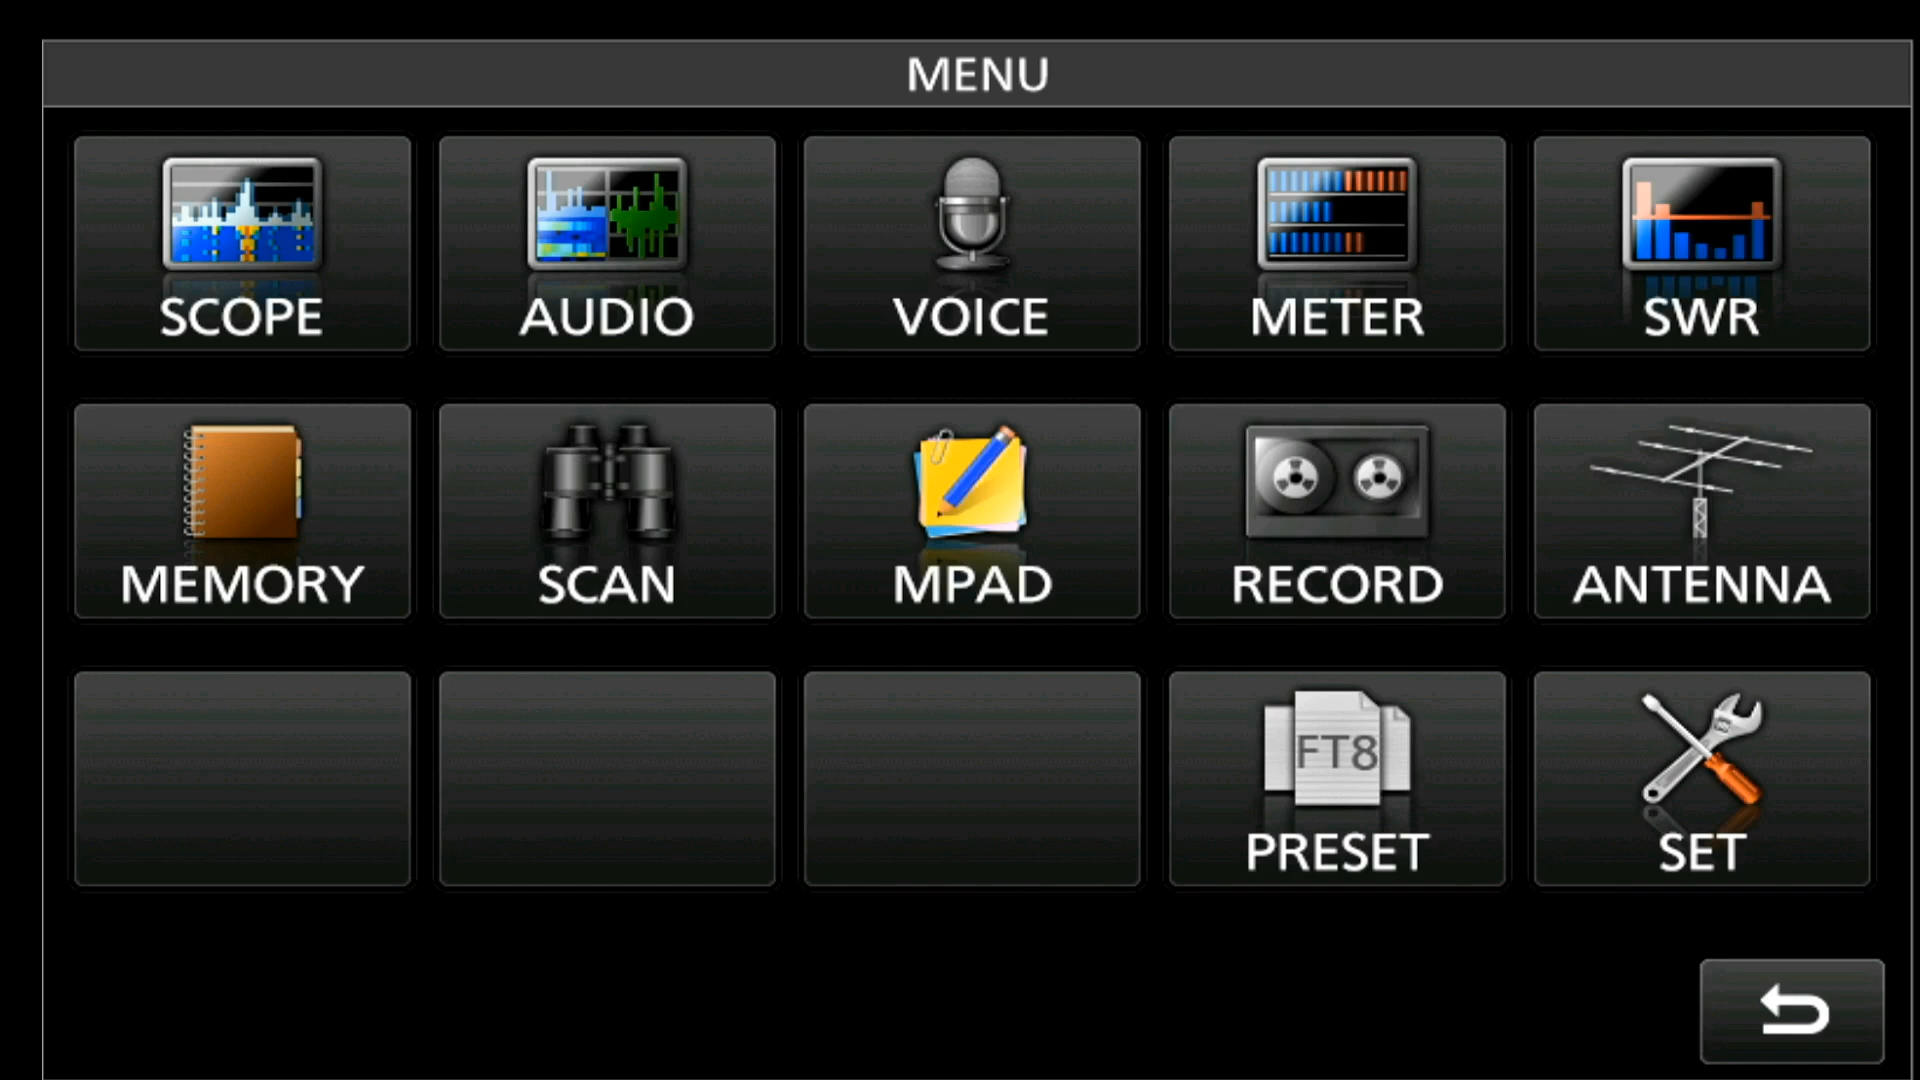 MENU
SCOPE
AUDIO
VOICE
METER
SWR
MEMORY
SCAN
MPAD
RECORD
ANTENNA
FT8
PRESET
SET